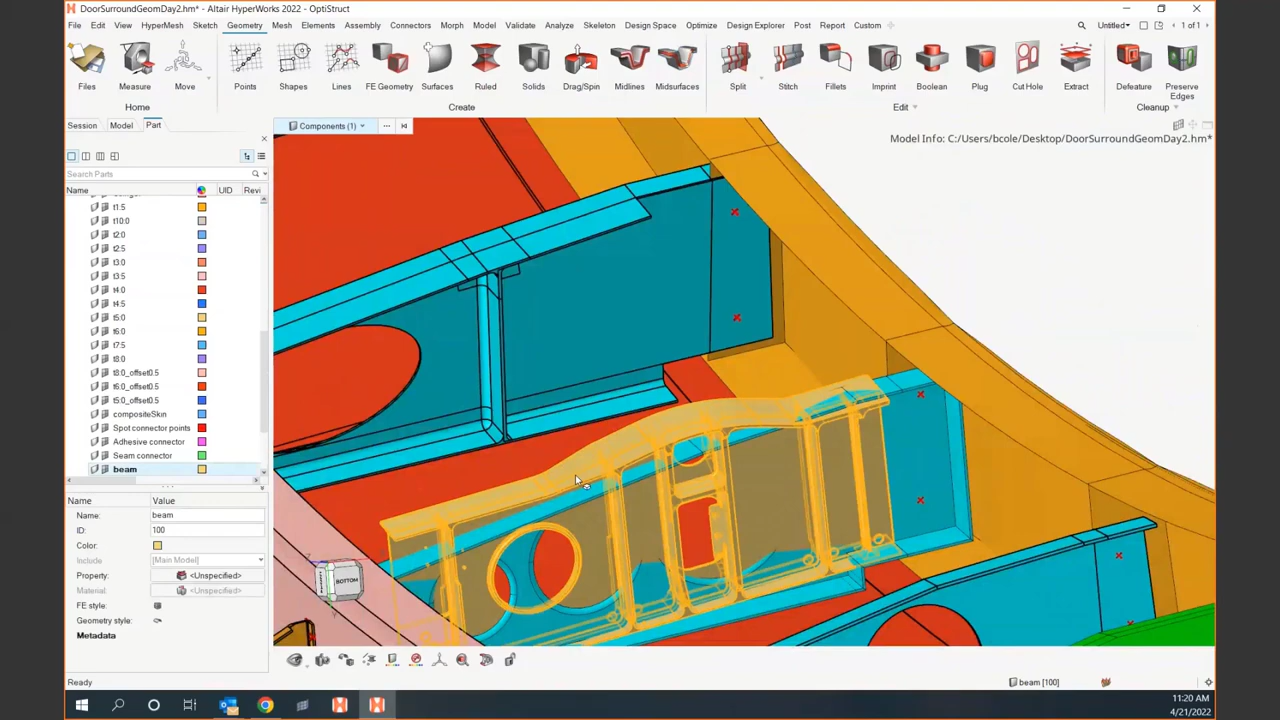 DoorSurroundGeomDay2.hm* - Altair HyperWorks 2022 - OptiStruct
File Edit View HyperMesh Sketch Geometry Mesh Elements Assembly Connectors Morph Model Validate Analyze Skeleton Design Space Optimize Design Explorer Post Report Custom Untitled* 1 of 1
Files Measure Move Points Shapes Lines FE Geometry Surfaces Ruled Solids Drag/Spin Midlines Midsurfaces Split Stitch Fillets Imprint Boolean Plug Cut Hole Extract Defeature Preserve Edges
Home Create Edit Cleanup
Session Model Part
Components (1)
Model Info: C:/Users/bcole/Desktop/DoorSurroundGeomDay2.hm*
Search Parts
Name UID Revi
t1.5
t10.0
t2.0
t2.5
t3.0
t3.5
t4.0
t4.5
t5.0
t6.0
t7.5
t8.0
t8.0_offset0.5
t6.0_offset0.5
t5.0_offset0.5
compositeSkin
Spot connector points
Adhesive connector
Seam connector
beam
Name Value
Name: beam
ID: 100
Color:
Include [Main Model]
Property: <Unspecified>
Material: <Unspecified>
FE style:
Geometry style:
Metadata
BOTTOM
Ready
beam [100]
11:20 AM
4/21/2022